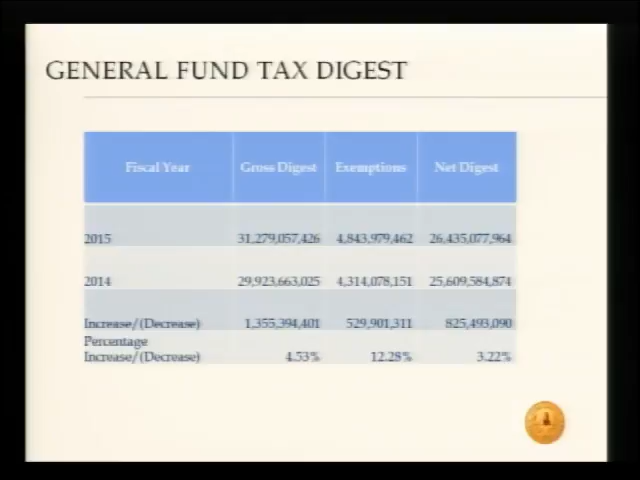 GENERAL FUND TAX DIGEST
Fiscal Year Gross Digest Exemptions Net Digest
2015 31,279,057,426 4,843,979,462 26,435,077,964
2014 29,923,663,025 4,314,078,151 25,609,584,874
Increase/(Decrease) 1,355,394,401 529,901,311 825,493,090
Percentage
Increase/(Decrease) 4.53% 12.28% 3.22%